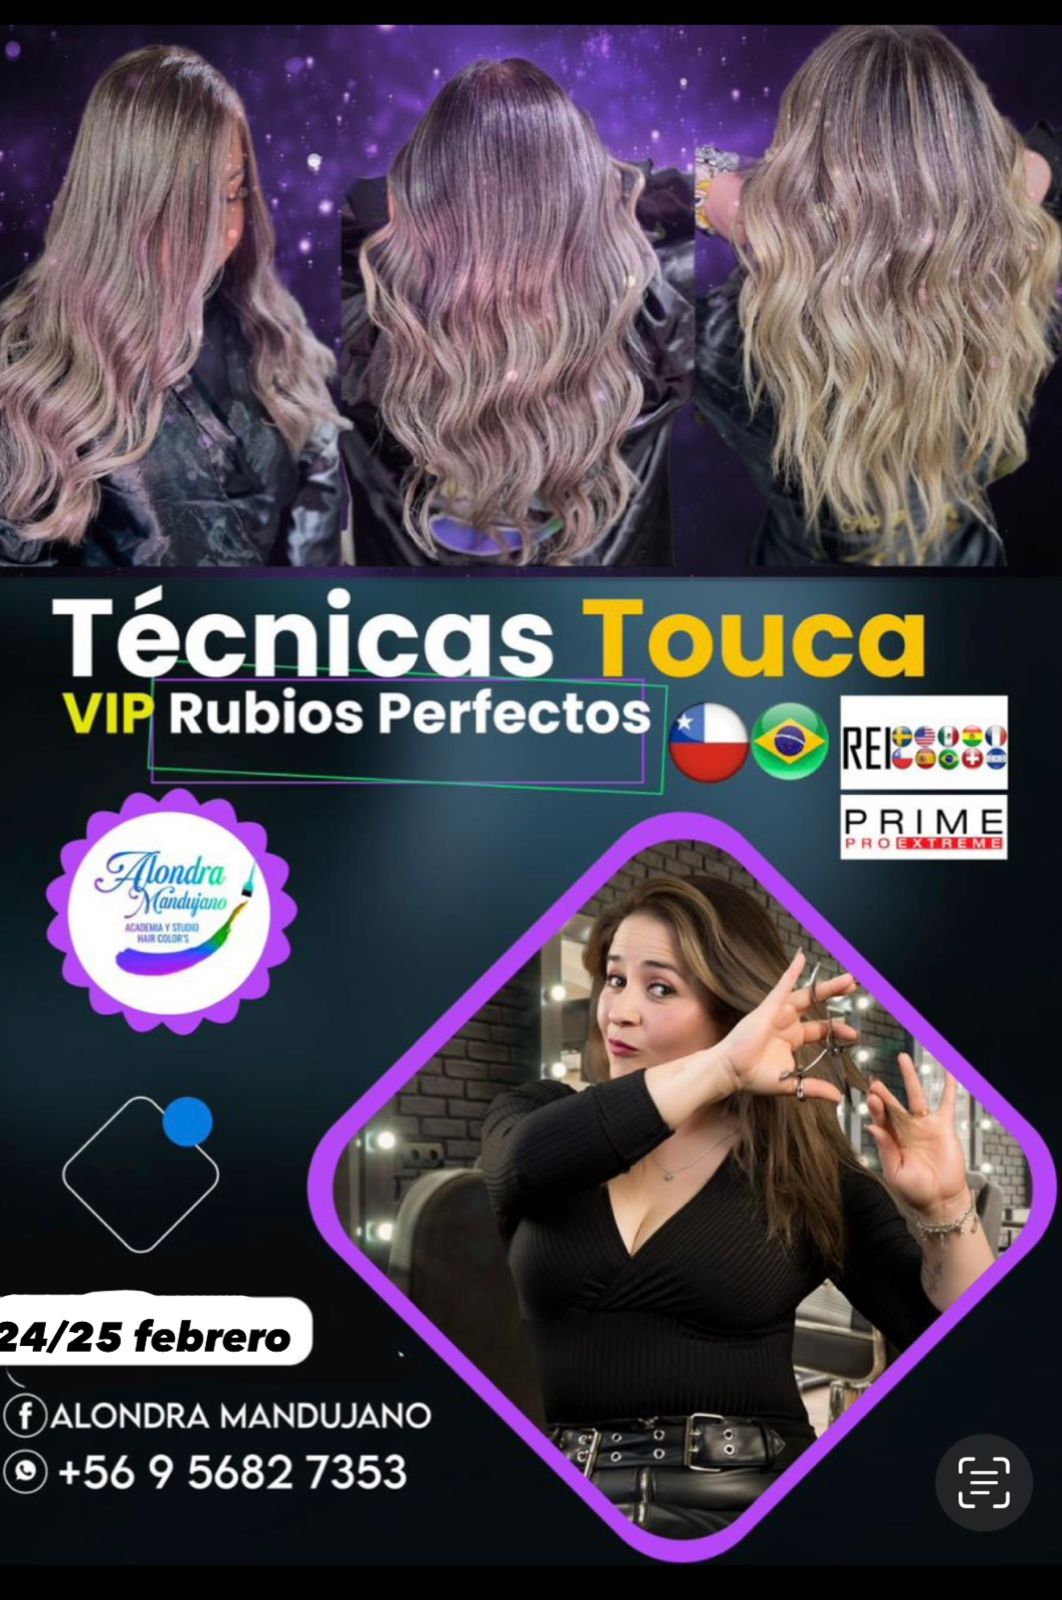 Técnicas Touca
VIP Rubios Perfectos
REI
PRIME
PRO EXTREME
Alondra
Mandujano
ACADEMIA Y STUDIO
HAIR COLOR'S
24/25 febrero
ALONDRA MANDUJANO
+56 9 5682 7353